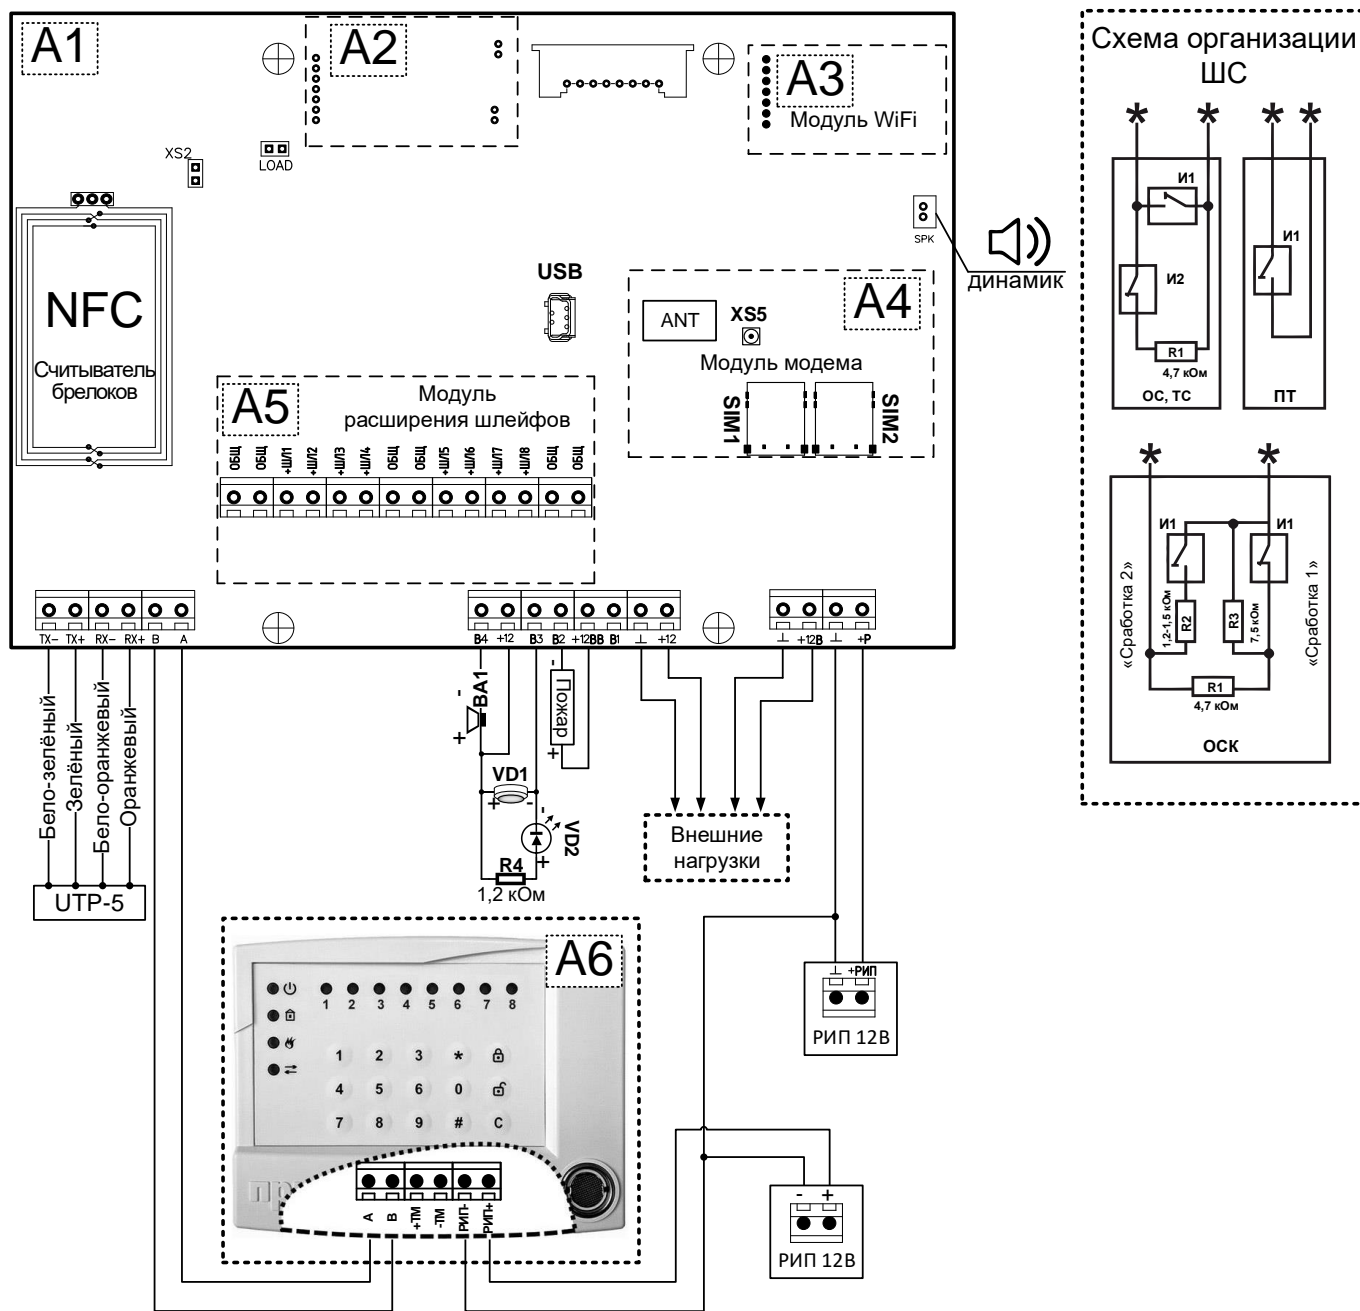 A1
A2
A3
Модуль WiFi
XS2
LOAD
SPK
динамик
NFC
Считыватель
брелоков
USB
A4
ANT
XS5
Модуль модема
SIM1
SIM2
A5
Модуль
расширения шлейфов
ОБЩ
ОБЩ
+ШЛ1
+ШЛ2
+ШЛ3
+ШЛ4
ОБЩ
ОБЩ
+ШЛ5
+ШЛ6
+ШЛ7
+ШЛ8
ОБЩ
ОБЩ
TX- TX+ RX- RX+ B A
B4 +12 B3 B2 +12BB B1 ⊥ +12
⊥ +12B ⊥ +P
Бело-зелёный
Зелёный
Бело-оранжевый
Оранжевый
UTP-5
- BA1 +
- Пожар +
VD1
+ -
- VD2 +
R4
1,2 кОм
Внешние
нагрузки
A6
1 2 3 4 5 6 7 8
1 2 3 *
4 5 6 0
7 8 9 # C
пр
A
B
+TM
-TM
РИП-
РИП+
⊥ +РИП
РИП 12В
- +
РИП 12В
Схема организации
ШС
* * * *
И1
И2
R1
4,7 кОм
ОС, ТС
И1
ПТ
* *
И1
И1
«Сработка 2»
1,2-1,5 кОм
R2
R3
7,5 кОм
«Сработка 1»
R1
4,7 кОм
ОСК